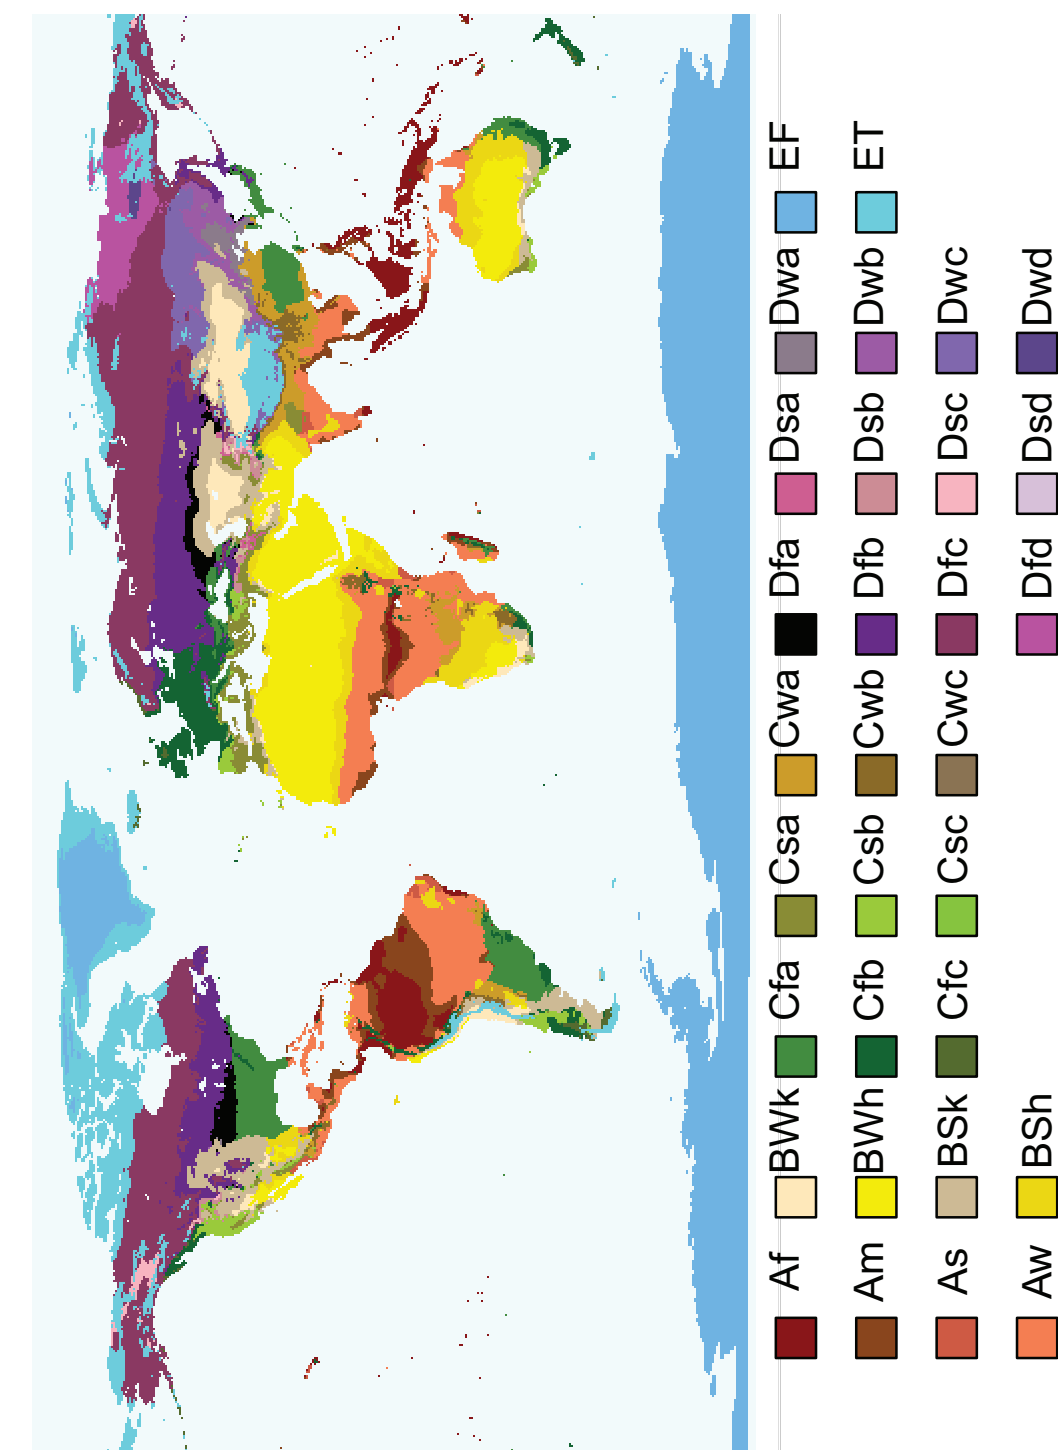 Af BWk Cfa Csa Cwa Dfa Dsa Dwa EF
Am BWh Cfb Csb Cwb Dfb Dsb Dwb ET
As BSk Cfc Csc Cwc Dfc Dsc Dwc
Aw BSh Dfd Dsd Dwd